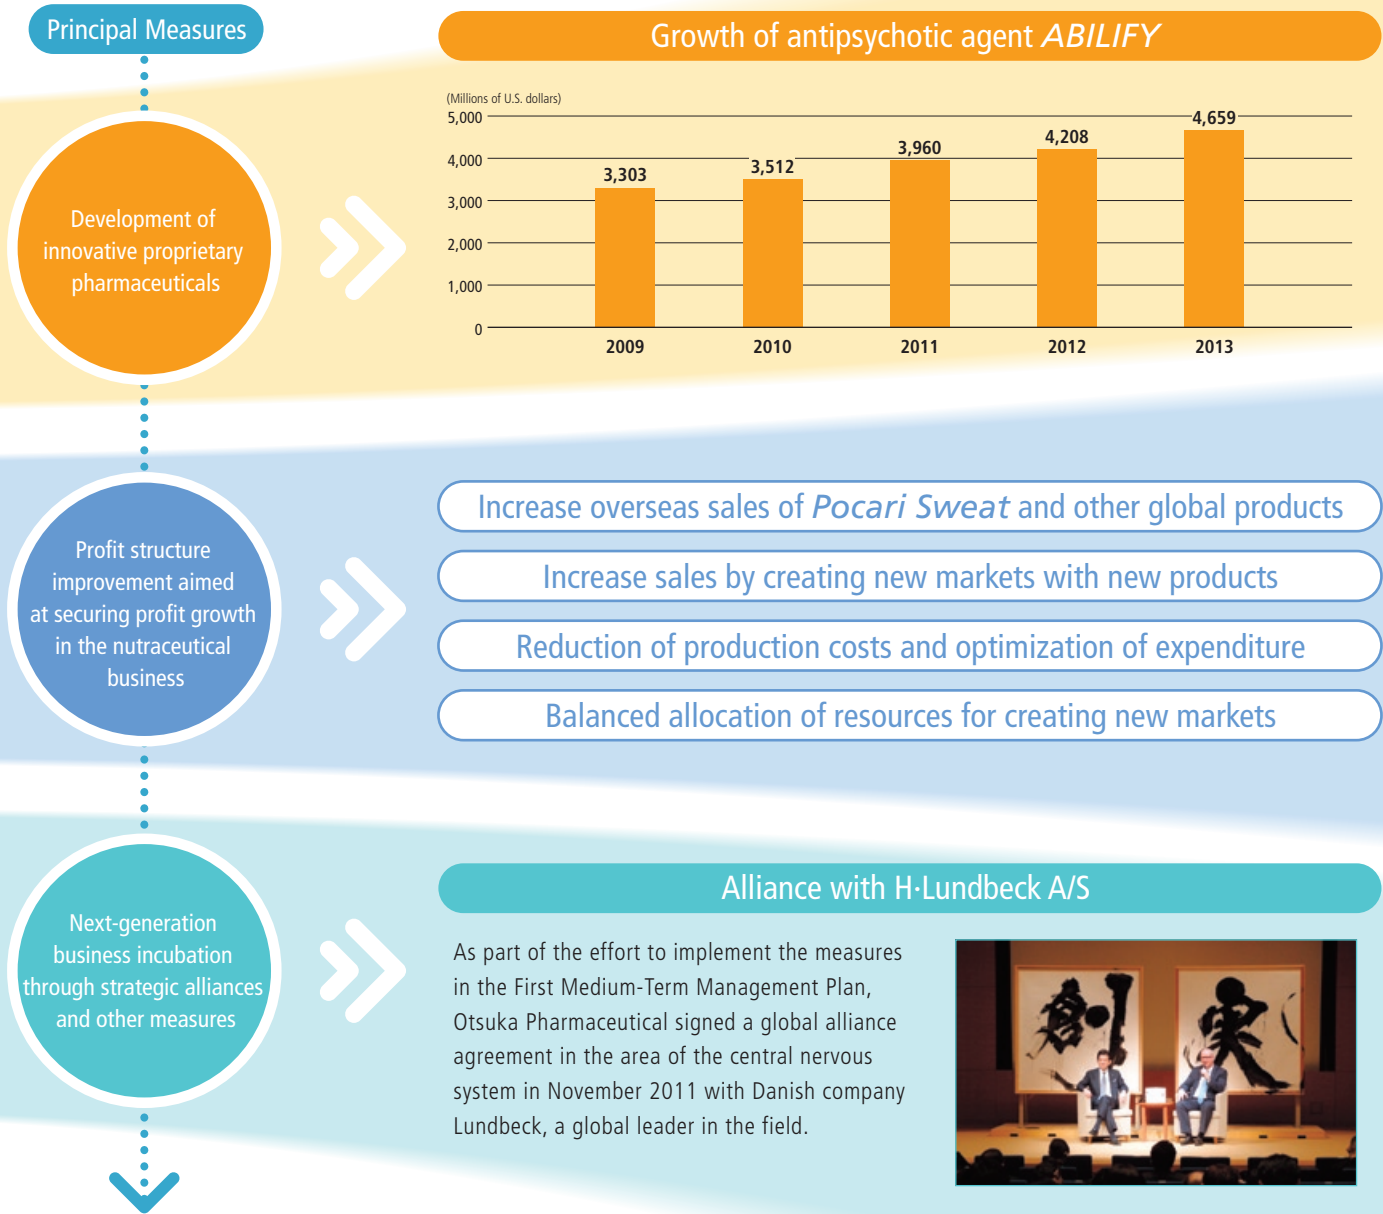 Principal Measures
Growth of antipsychotic agent ABILIFY
(Millions of U.S. dollars)
5,000
4,000
3,000
2,000
1,000
0
3,303
3,512
3,960
4,208
4,659
2009
2010
2011
2012
2013
Development of
innovative proprietary
pharmaceuticals
Profit structure
improvement aimed
at securing profit growth
in the nutraceutical
business
Increase overseas sales of Pocari Sweat and other global products
Increase sales by creating new markets with new products
Reduction of production costs and optimization of expenditure
Balanced allocation of resources for creating new markets
Next-generation
business incubation
through strategic alliances
and other measures
Alliance with H·Lundbeck A/S
As part of the effort to implement the measures
in the First Medium-Term Management Plan,
Otsuka Pharmaceutical signed a global alliance
agreement in the area of the central nervous
system in November 2011 with Danish company
Lundbeck, a global leader in the field.
創 実